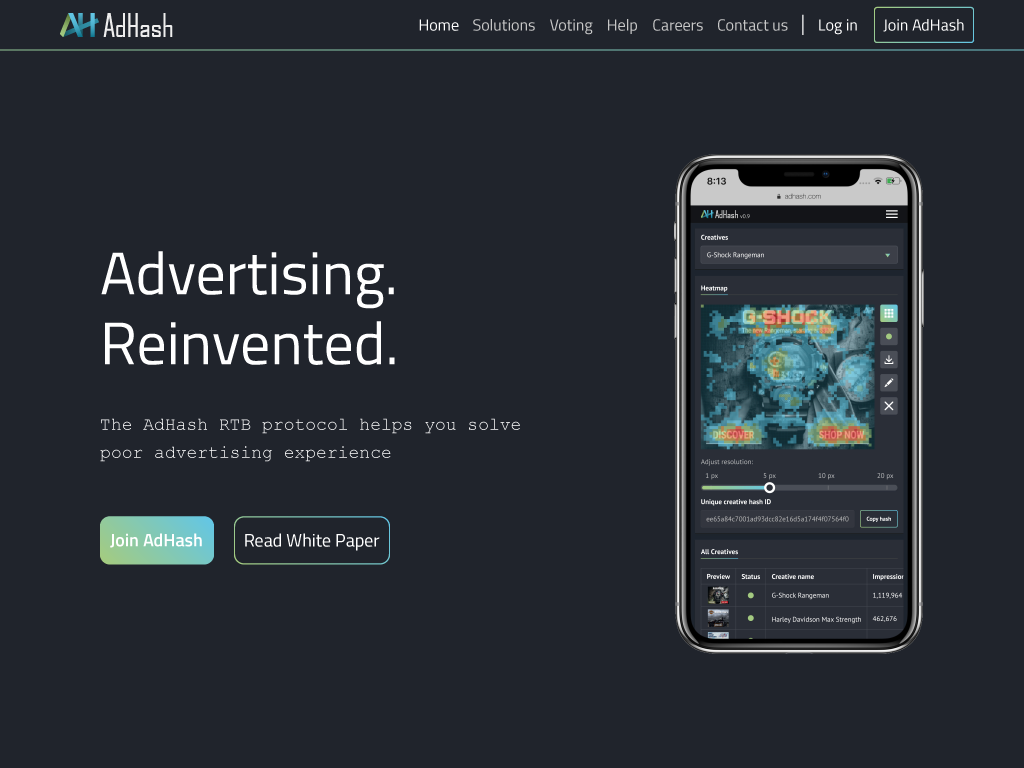 AdHash
Home Solutions Voting Help Careers Contact us | Log in Join AdHash
Advertising.
Reinvented.
The AdHash RTB protocol helps you solve
poor advertising experience
Join AdHash Read White Paper
8:13
adhash.com
AdHash v0.9
Creatives
G-Shock Rangeman
Heatmap
G-SHOCK
DISCOVER SHOP NOW
Adjust resolution:
1 px 5 px 10 px 20 px
Unique creative hash ID
ee65a84c7001ad93dcc82e16d5a174f4f07564f0 Copy hash
All Creatives
Preview Status Creative name Impression
G-Shock Rangeman 1,119,964
Harley Davidson Max Strength 462,676